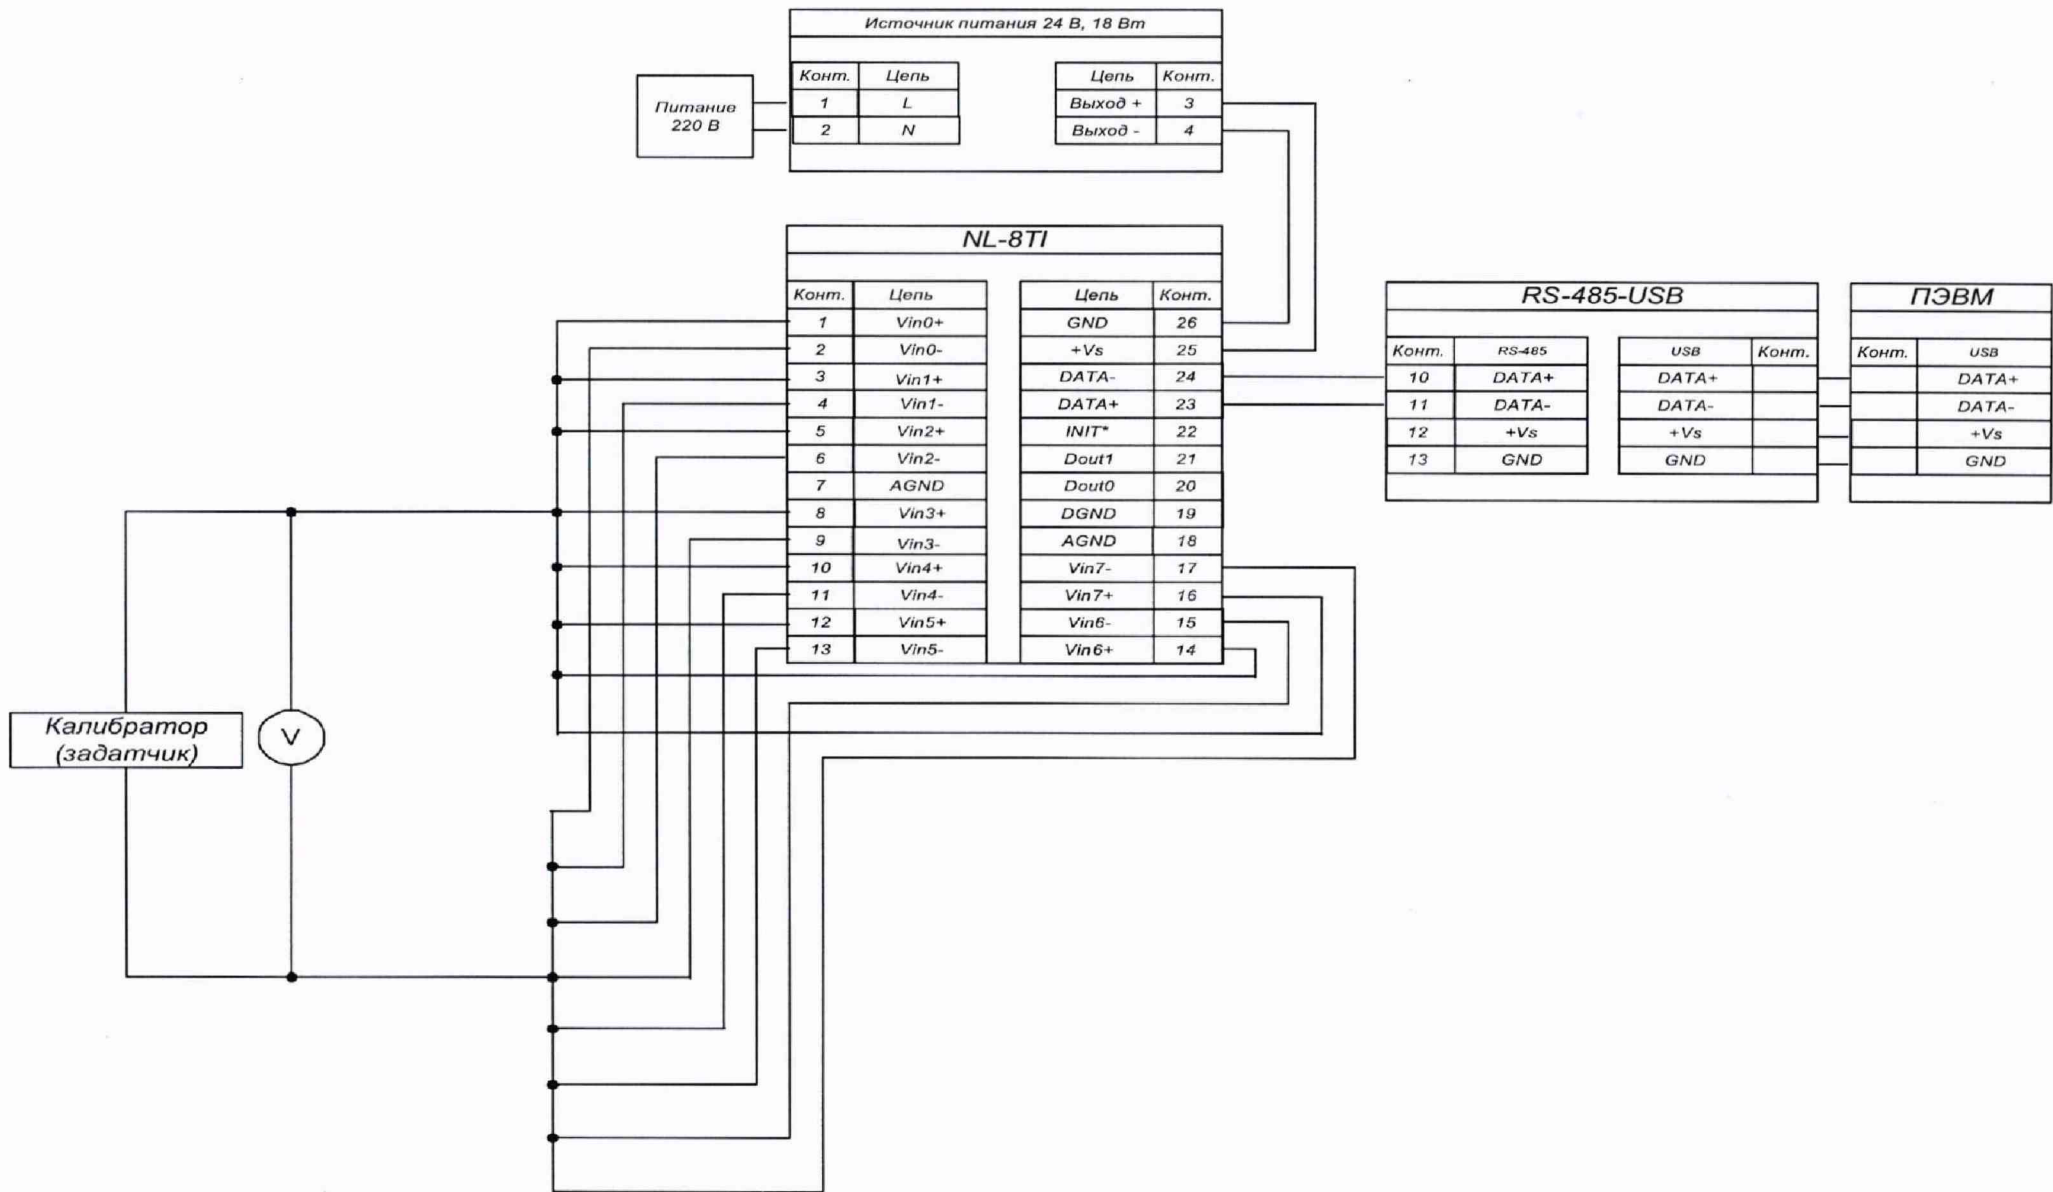 Источник питания 24 В, 18 Вт
Конт. Цепь Цепь Конт.
1 L Выход + 3
2 N Выход - 4
Питание
220 В
NL-8TI
Конт. Цепь Цепь Конт.
1 Vin0+ GND 26
2 Vin0- +Vs 25
3 Vin1+ DATA- 24
4 Vin1- DATA+ 23
5 Vin2+ INIT* 22
6 Vin2- Dout1 21
7 AGND Dout0 20
8 Vin3+ DGND 19
9 Vin3- AGND 18
10 Vin4+ Vin7- 17
11 Vin4- Vin7+ 16
12 Vin5+ Vin6- 15
13 Vin5- Vin6+ 14
RS-485-USB
Конт. RS-485 USB Конт.
10 DATA+ DATA+
11 DATA- DATA-
12 +Vs +Vs
13 GND GND
ПЭВМ
Конт. USB
DATA+
DATA-
+Vs
GND
Калибратор
(задатчик)
V